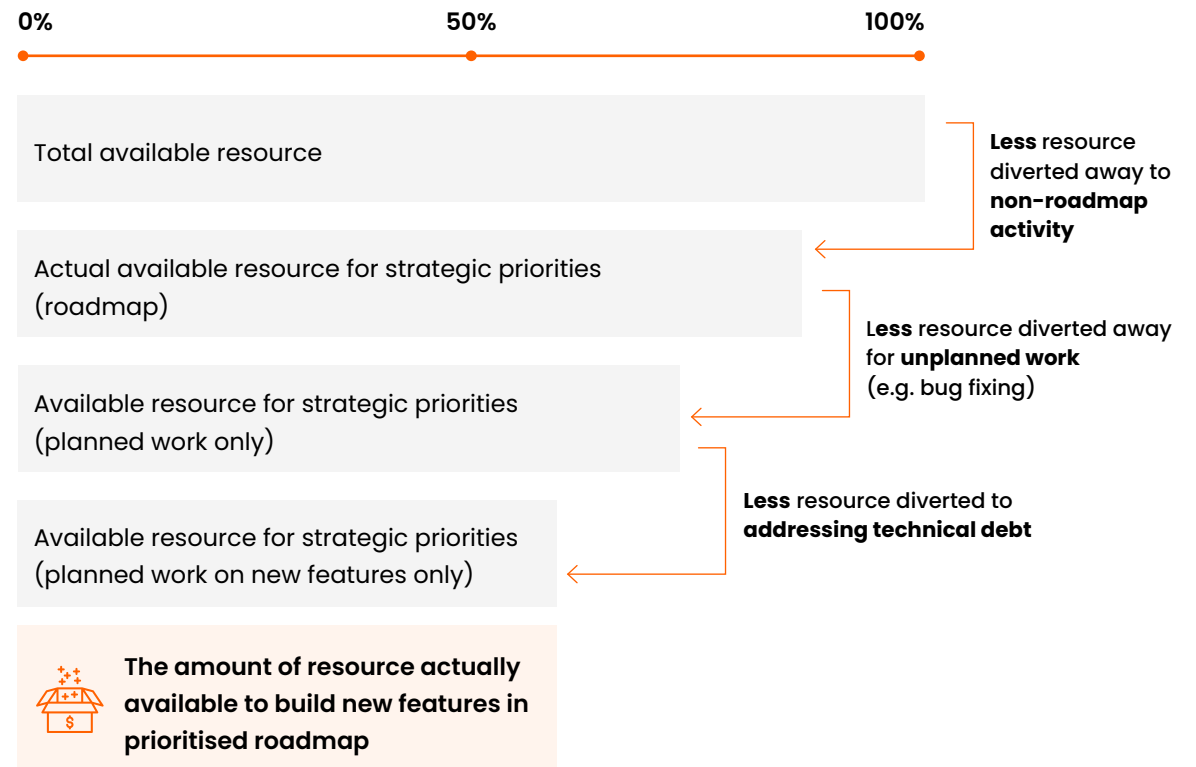 0%
50%
100%
Total available resource
Less resource
diverted away to
non-roadmap
activity
Actual available resource for strategic priorities
(roadmap)
Less resource diverted away
for unplanned work
(e.g. bug fixing)
Available resource for strategic priorities
(planned work only)
Less resource diverted to
addressing technical debt
Available resource for strategic priorities
(planned work on new features only)
$
The amount of resource actually
available to build new features in
prioritised roadmap